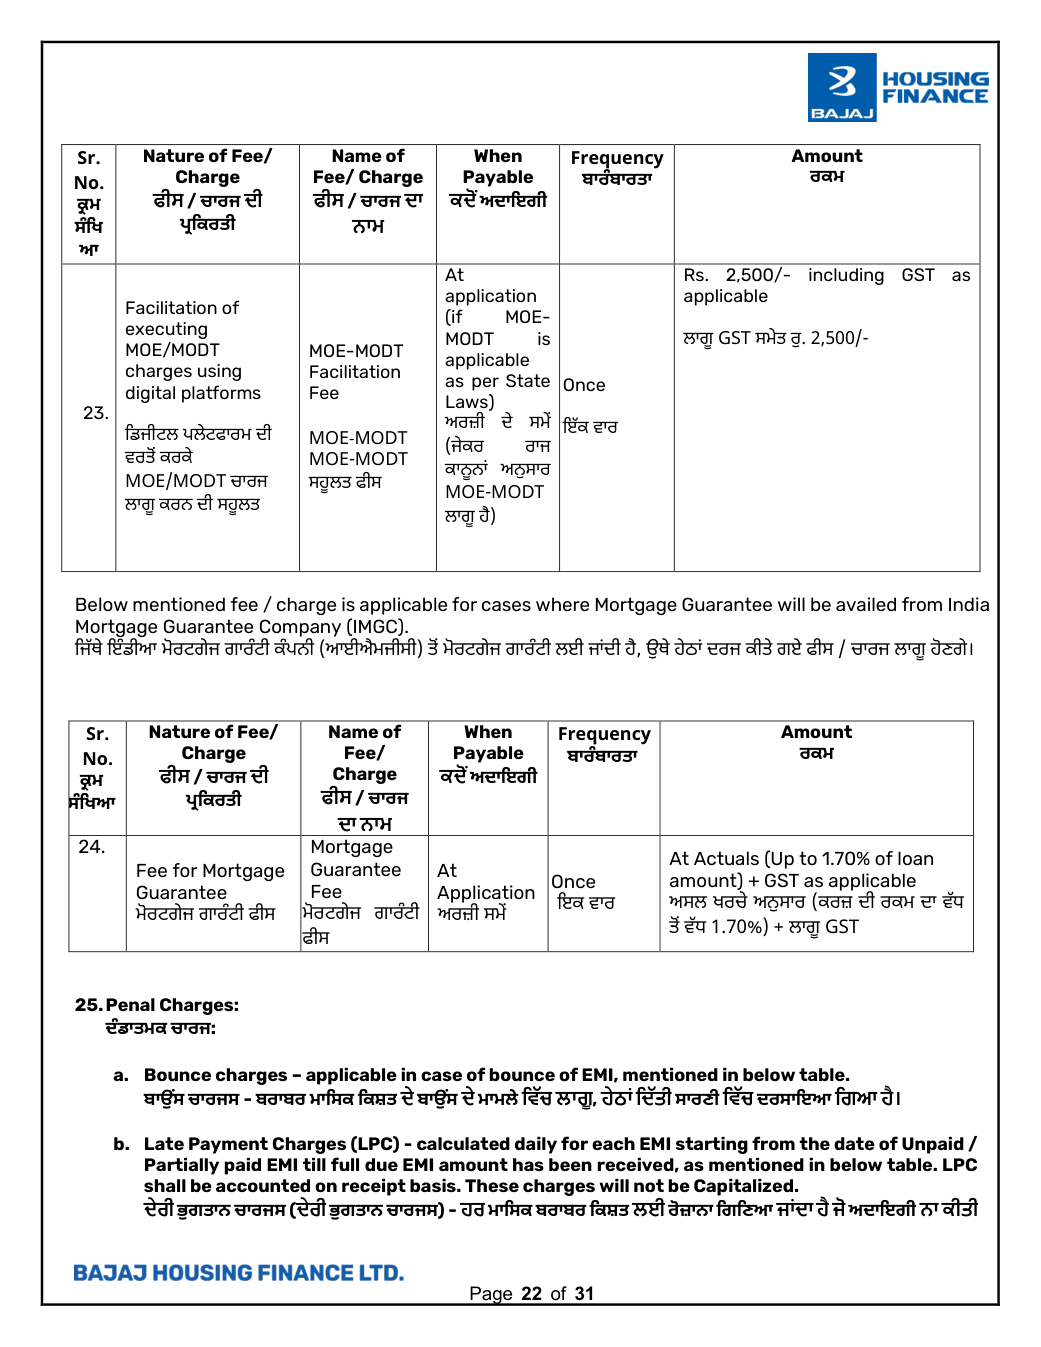 BAJAJ
HOUSING
FINANCE
Sr.
No.
ਕ੍ਰਮ
ਸੰਖਿ
ਆ
Nature of Fee/
Charge
ਫੀਸ / ਚਾਰਜ ਦੀ
ਪ੍ਰਕਿਰਤੀ
Name of
Fee/ Charge
ਫੀਸ / ਚਾਰਜ ਦਾ
ਨਾਮ
When
Payable
ਕਦੋਂ ਅਦਾਇਗੀ
Frequency
ਬਾਰੰਬਾਰਤਾ
Amount
ਰਕਮ
23.
Facilitation of
executing
MOE/MODT
charges using
digital platforms
ਡਿਜੀਟਲ ਪਲੇਟਫਾਰਮ ਦੀ
ਵਰਤੋਂ ਕਰਕੇ
MOE/MODT ਚਾਰਜ
ਲਾਗੂ ਕਰਨ ਦੀ ਸਹੂਲਤ
MOE-MODT
Facilitation
Fee
MOE-MODT
MOE-MODT
ਸਹੂਲਤ ਫੀਸ
At
application
(if MOE-
MODT is
applicable
as per State
Laws)
ਅਰਜ਼ੀ ਦੇ ਸਮੇਂ
(ਜੇਕਰ ਰਾਜ
ਕਾਨੂਨਾਂ ਅਨੁਸਾਰ
MOE-MODT
ਲਾਗੂ ਹੈ)
Once
ਇੱਕ ਵਾਰ
Rs. 2,500/- including GST as
applicable
ਲਾਗੂ GST ਸਮੇਤ ਰੁ. 2,500/-
Below mentioned fee / charge is applicable for cases where Mortgage Guarantee will be availed from India
Mortgage Guarantee Company (IMGC).
ਜਿੱਥੇ ਇੰਡੀਆ ਮੋਰਟਗੇਜ ਗਾਰੰਟੀ ਕੰਪਨੀ (ਆਈਐਮਜੀਸੀ) ਤੋਂ ਮੋਰਟਗੇਜ ਗਾਰੰਟੀ ਲਈ ਜਾਂਦੀ ਹੈ, ਉਥੇ ਹੇਠਾਂ ਦਰਜ ਕੀਤੇ ਗਏ ਫੀਸ / ਚਾਰਜ ਲਾਗੂ ਹੋਣਗੇ।
Sr.
No.
ਕ੍ਰਮ
ਸੰਖਿਆ
Nature of Fee/
Charge
ਫੀਸ / ਚਾਰਜ ਦੀ
ਪ੍ਰਕਿਰਤੀ
Name of
Fee/
Charge
ਫੀਸ / ਚਾਰਜ
ਦਾ ਨਾਮ
When
Payable
ਕਦੋਂ ਅਦਾਇਗੀ
Frequency
ਬਾਰੰਬਾਰਤਾ
Amount
ਰਕਮ
24.
Fee for Mortgage
Guarantee
ਮੋਰਟਗੇਜ ਗਾਰੰਟੀ ਫੀਸ
Mortgage
Guarantee
Fee
ਮੋਰਟਗੇਜ ਗਾਰੰਟੀ
ਫੀਸ
At
Application
ਅਰਜ਼ੀ ਸਮੇਂ
Once
ਇਕ ਵਾਰ
At Actuals (Up to 1.70% of loan
amount) + GST as applicable
ਅਸਲ ਖਰਚੇ ਅਨੁਸਾਰ (ਕਰਜ਼ ਦੀ ਰਕਮ ਦਾ ਵੱਧ
ਤੋਂ ਵੱਧ 1.70%) + ਲਾਗੂ GST
25. Penal Charges:
ਦੰਡਾਤਮਕ ਚਾਰਜ:
a. Bounce charges – applicable in case of bounce of EMI, mentioned in below table.
ਬਾਉਂਸ ਚਾਰਜਸ - ਬਰਾਬਰ ਮਾਸਿਕ ਕਿਸ਼ਤ ਦੇ ਬਾਉਂਸ ਦੇ ਮਾਮਲੇ ਵਿੱਚ ਲਾਗੂ, ਹੇਠਾਂ ਦਿੱਤੀ ਸਾਰਣੀ ਵਿੱਚ ਦਰਸਾਇਆ ਗਿਆ ਹੈ।
b. Late Payment Charges (LPC) - calculated daily for each EMI starting from the date of Unpaid /
Partially paid EMI till full due EMI amount has been received, as mentioned in below table. LPC
shall be accounted on receipt basis. These charges will not be Capitalized.
ਦੇਰੀ ਭੁਗਤਾਨ ਚਾਰਜਸ (ਦੇਰੀ ਭੁਗਤਾਨ ਚਾਰਜਸ) - ਹਰ ਮਾਸਿਕ ਬਰਾਬਰ ਕਿਸ਼ਤ ਲਈ ਰੋਜ਼ਾਨਾ ਗਿਣਿਆ ਜਾਂਦਾ ਹੈ ਜੋ ਅਦਾਇਗੀ ਨਾ ਕੀਤੀ
BAJAJ HOUSING FINANCE LTD.
Page 22 of 31